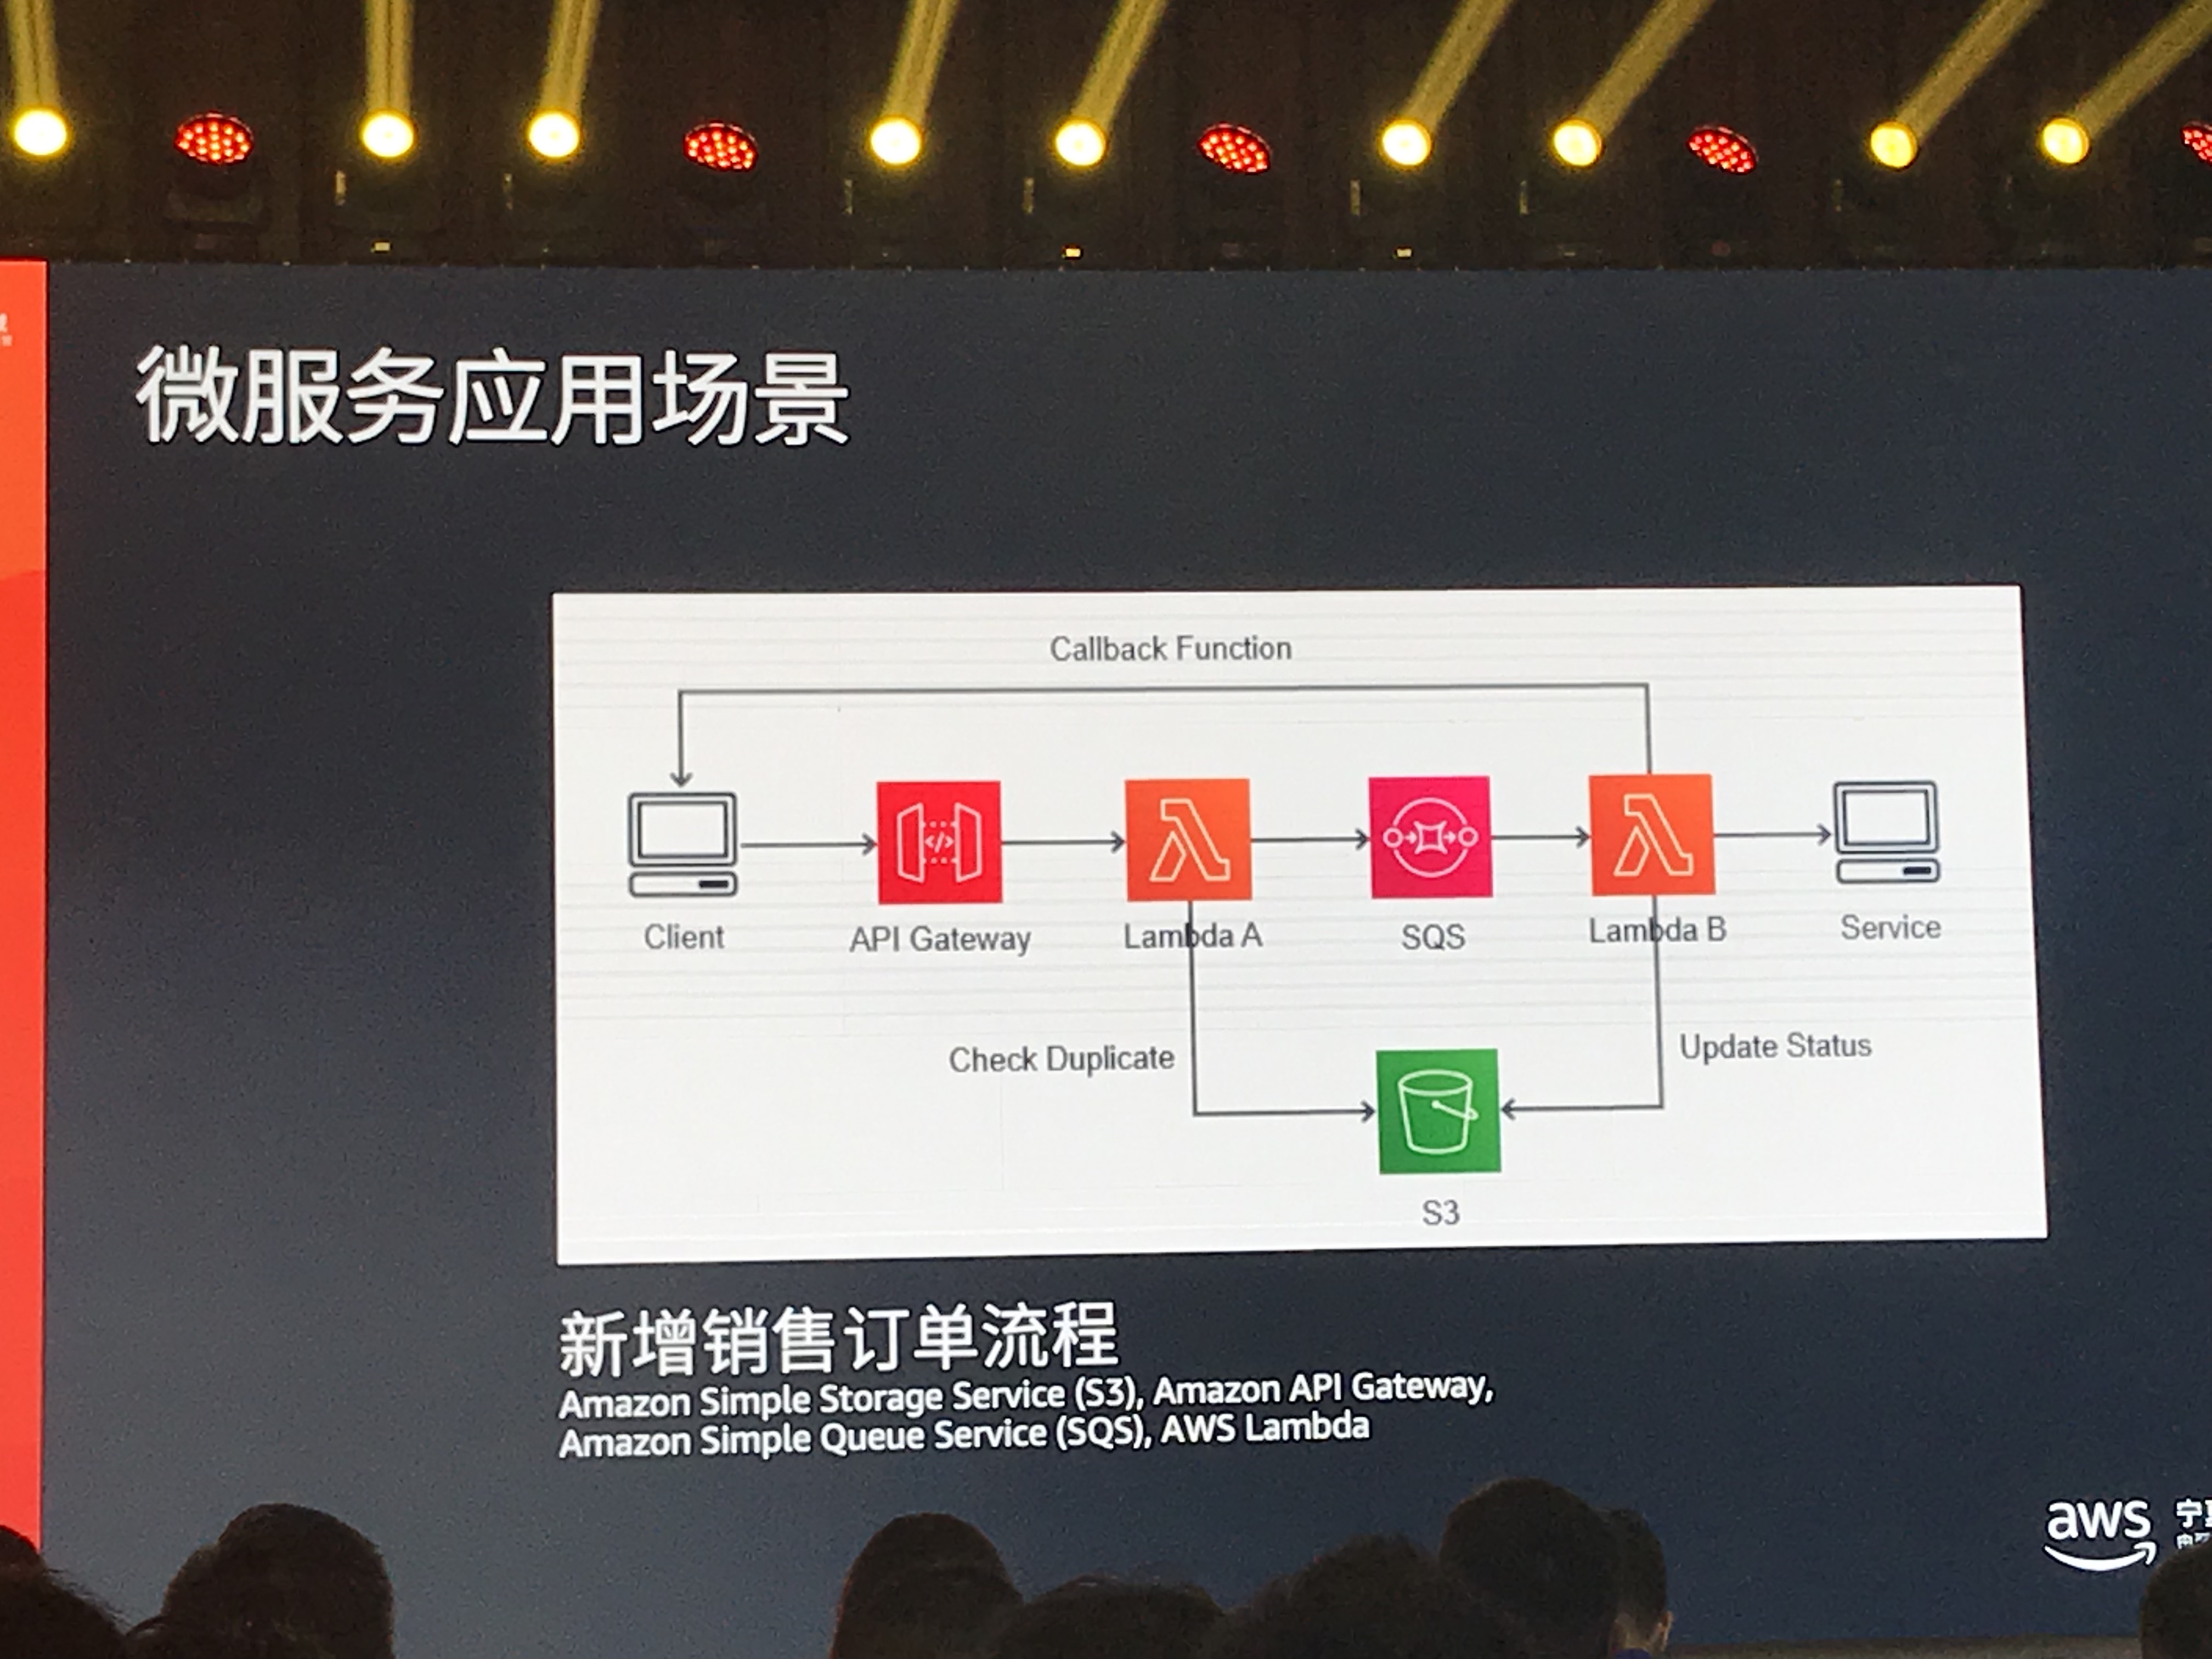 微服务应用场景
Callback Function
Client
API Gateway
Lambda A
SQS
Lambda B
Service
Check Duplicate
Update Status
S3
新增销售订单流程
Amazon Simple Storage Service (S3), Amazon API Gateway,
Amazon Simple Queue Service (SQS), AWS Lambda
aws